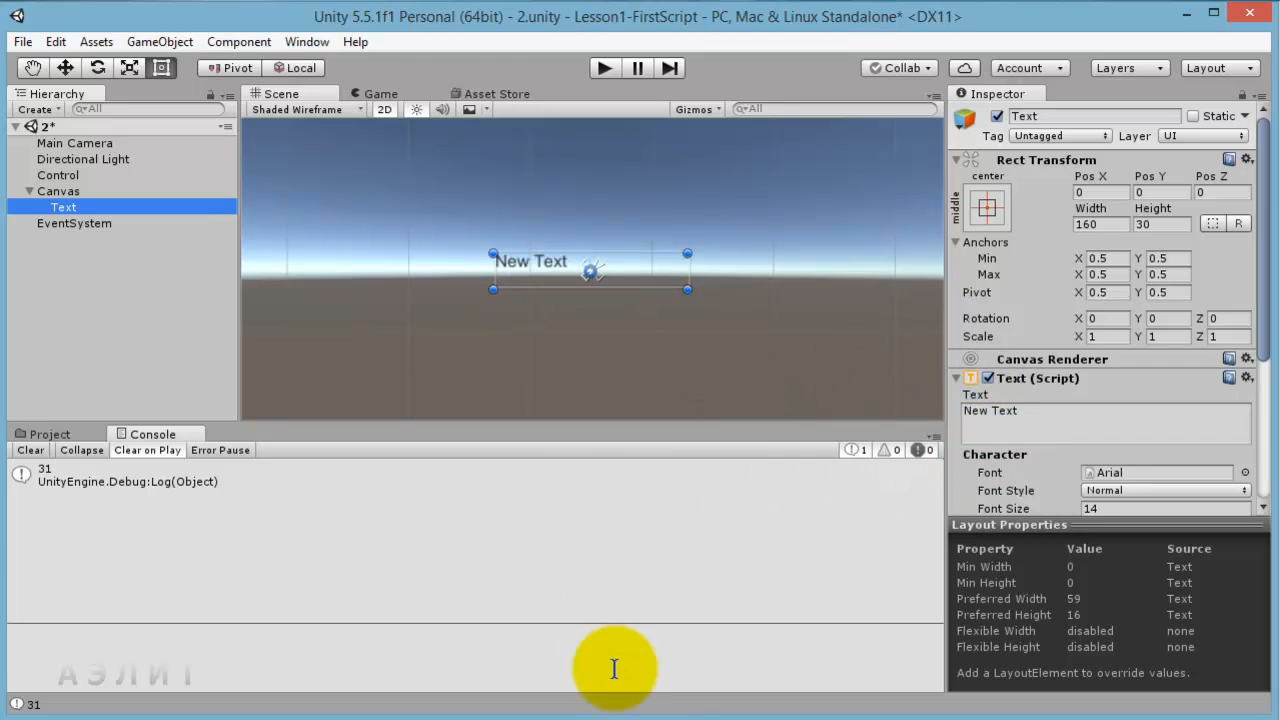 Unity 5.5.1f1 Personal (64bit) - 2.unity - Lesson1-FirstScript - PC, Mac & Linux Standalone* <DX11>
File Edit Assets GameObject Component Window Help
Pivot Local Collab Account Layers Layout
Hierarchy
Create All
2*
Main Camera
Directional Light
Control
Canvas
Text
EventSystem
Scene Game Asset Store
Shaded Wireframe 2D Gizmos All
New Text
Project Console
Clear Collapse Clear on Play Error Pause 1 0 0
31
UnityEngine.Debug:Log(Object)
АЭЛИТ
31
Inspector
Text Static
Tag Untagged Layer UI
Rect Transform
center Pos X Pos Y Pos Z
middle 0 0 0
Width Height
160 30 R
Anchors
Min X 0.5 Y 0.5
Max X 0.5 Y 0.5
Pivot X 0.5 Y 0.5
Rotation X 0 Y 0 Z 0
Scale X 1 Y 1 Z 1
Canvas Renderer
T Text (Script)
Text
New Text
Character
Font Arial
Font Style Normal
Font Size 14
Layout Properties
Property Value Source
Min Width 0 Text
Min Height 0 Text
Preferred Width 59 Text
Preferred Height 16 Text
Flexible Width disabled none
Flexible Height disabled none
Add a LayoutElement to override values.